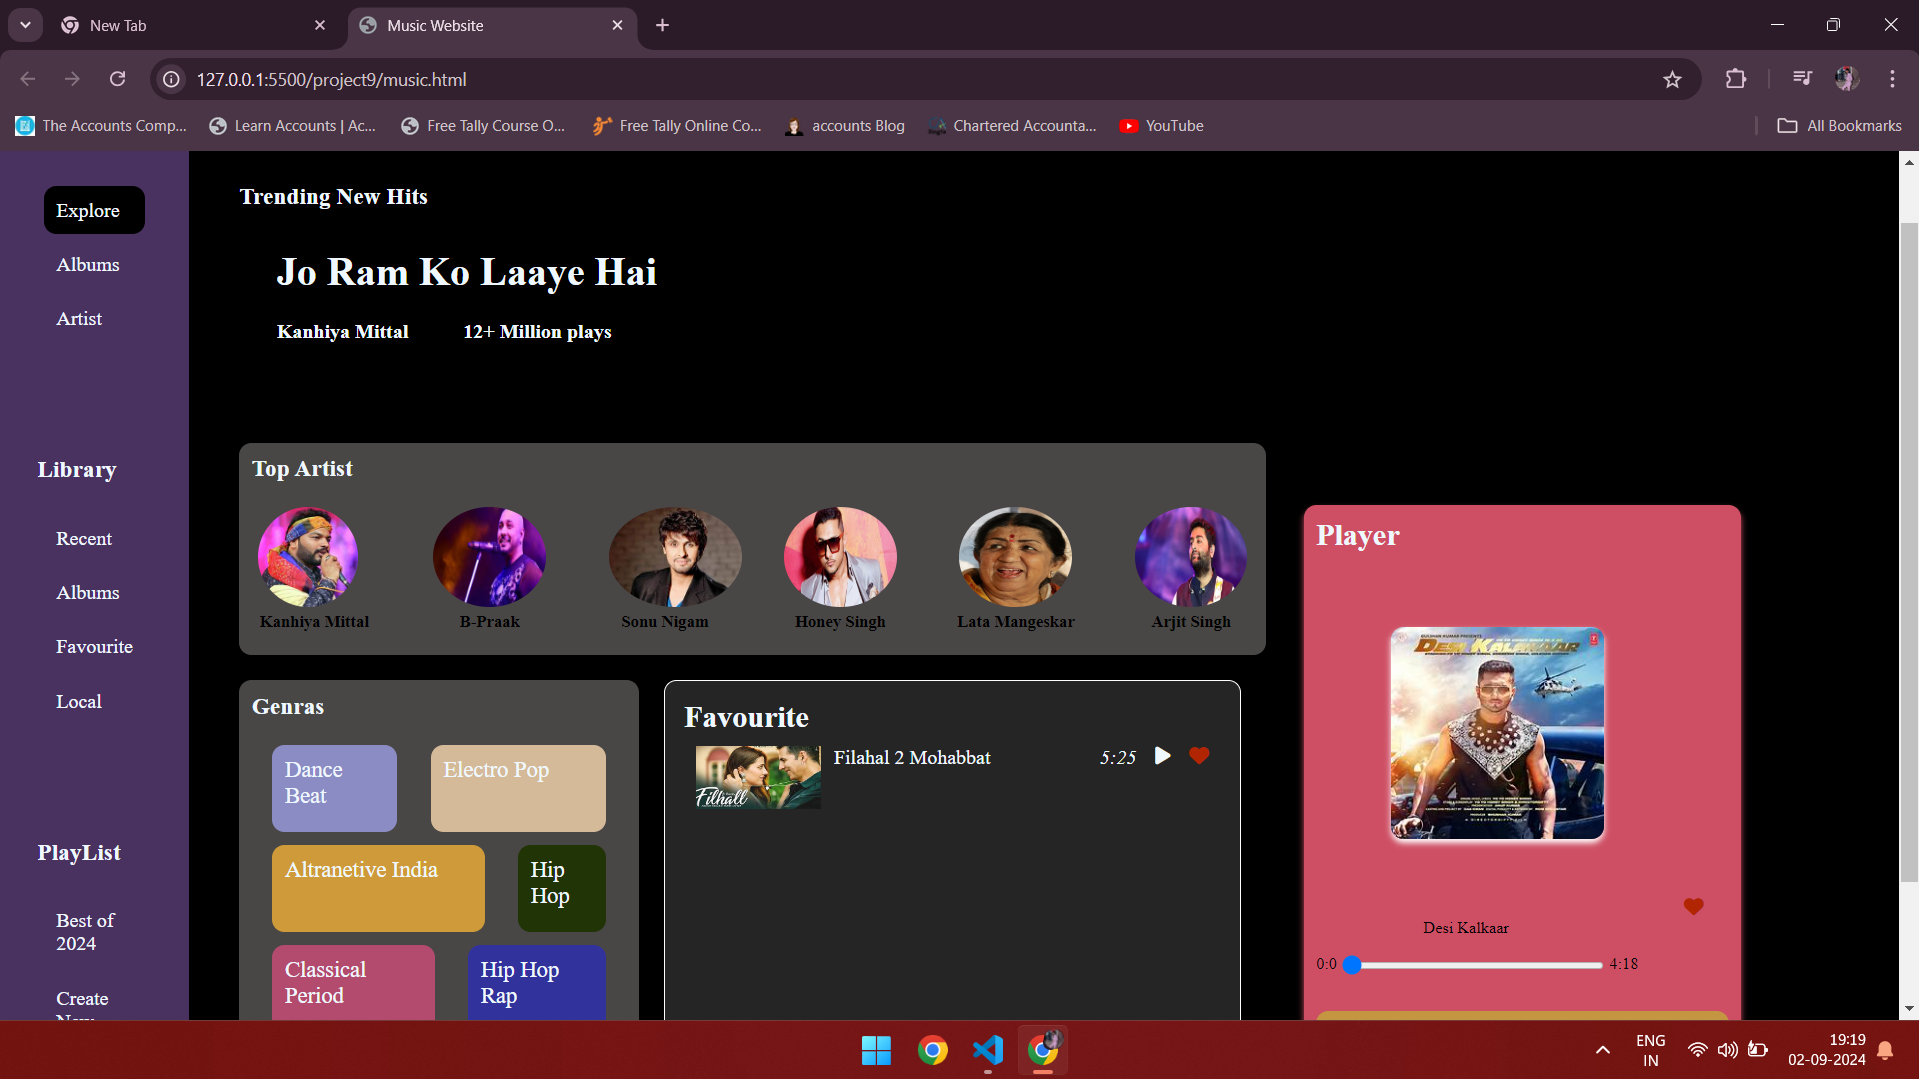 New Tab
Music Website
127.0.0.1:5500/project9/music.html
The Accounts Comp...
Learn Accounts | Ac...
Free Tally Course O...
Free Tally Online Co...
accounts Blog
Chartered Accounta...
YouTube
All Bookmarks
Explore
Albums
Artist
Library
Recent
Albums
Favourite
Local
PlayList
Best of
2024
Create
New
Trending New Hits
Jo Ram Ko Laaye Hai
Kanhiya Mittal
12+ Million plays
Top Artist
Kanhiya Mittal
B-Praak
Sonu Nigam
Honey Singh
Lata Mangeskar
Arjit Singh
Genras
Dance
Beat
Electro Pop
Altranetive India
Hip
Hop
Classical
Period
Hip Hop
Rap
Favourite
Filhall
Filahal 2 Mohabbat
5:25
Player
GULSHAN KUMAR PRESENTS
DESI KALAKAAR
Desi Kalkaar
0:0
4:18
ENG
IN
19:19
02-09-2024